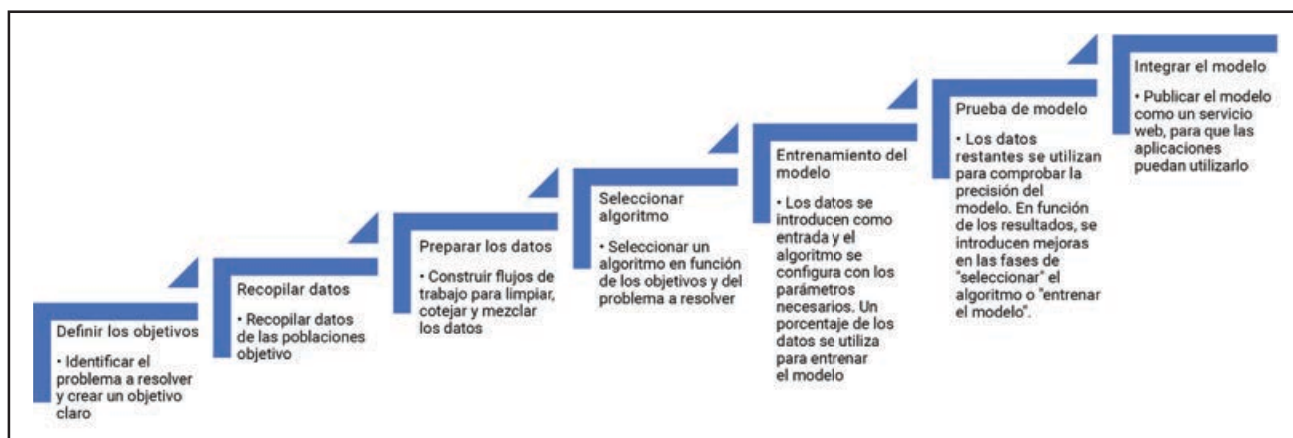 Definir los objetivos
• Identificar el
problema a resolver
y crear un objetivo
claro
Recopilar datos
• Recopilar datos
de las poblaciones
objetivo
Preparar los datos
• Construir flujos de
trabajo para limpiar,
cotejar y mezclar
los datos
Seleccionar
algoritmo
• Seleccionar un
algoritmo en función
de los objetivos y del
problema a resolver
Entrenamiento del
modelo
• Los datos se
introducen como
entrada y el
algoritmo se
configura con los
parámetros
necesarios. Un
porcentaje de los
datos se utiliza
para entrenar
el modelo
Prueba de modelo
• Los datos
restantes se utilizan
para comprobar la
precisión del
modelo. En función
de los resultados, se
introducen mejoras
en las fases de
"seleccionar" el
algoritmo o "entrenar
el modelo".
Integrar el modelo
• Publicar el modelo
como un servicio
web, para que las
aplicaciones
puedan utilizarlo